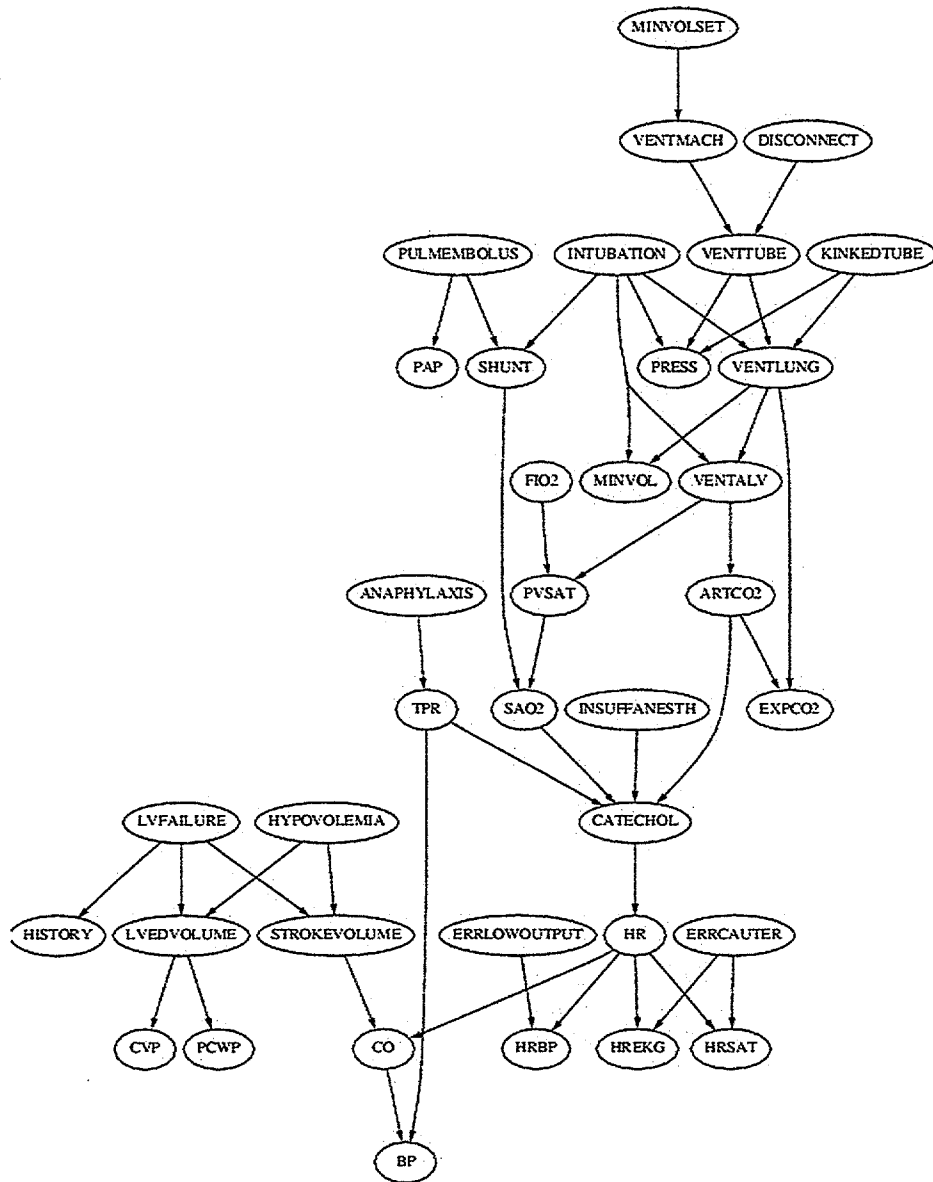 MINVOLSET
VENTMACH DISCONNECT
PULMEMBOLUS INTUBATION VENTTUBE KINKEDTUBE
PAP SHUNT PRESS VENTLUNG
FIO2 MINVOL VENTALV
ANAPHYLAXIS PVSAT ARTCO2
TPR SAO2 INSUFFANESTH EXPCO2
LVFAILURE HYPOVOLEMIA CATECHOL
HISTORY LVEDVOLUME STROKEVOLUME ERRLOWOUTPUT HR ERRCAUTER
CVP PCWP CO HRBP HREKG HRSAT
BP